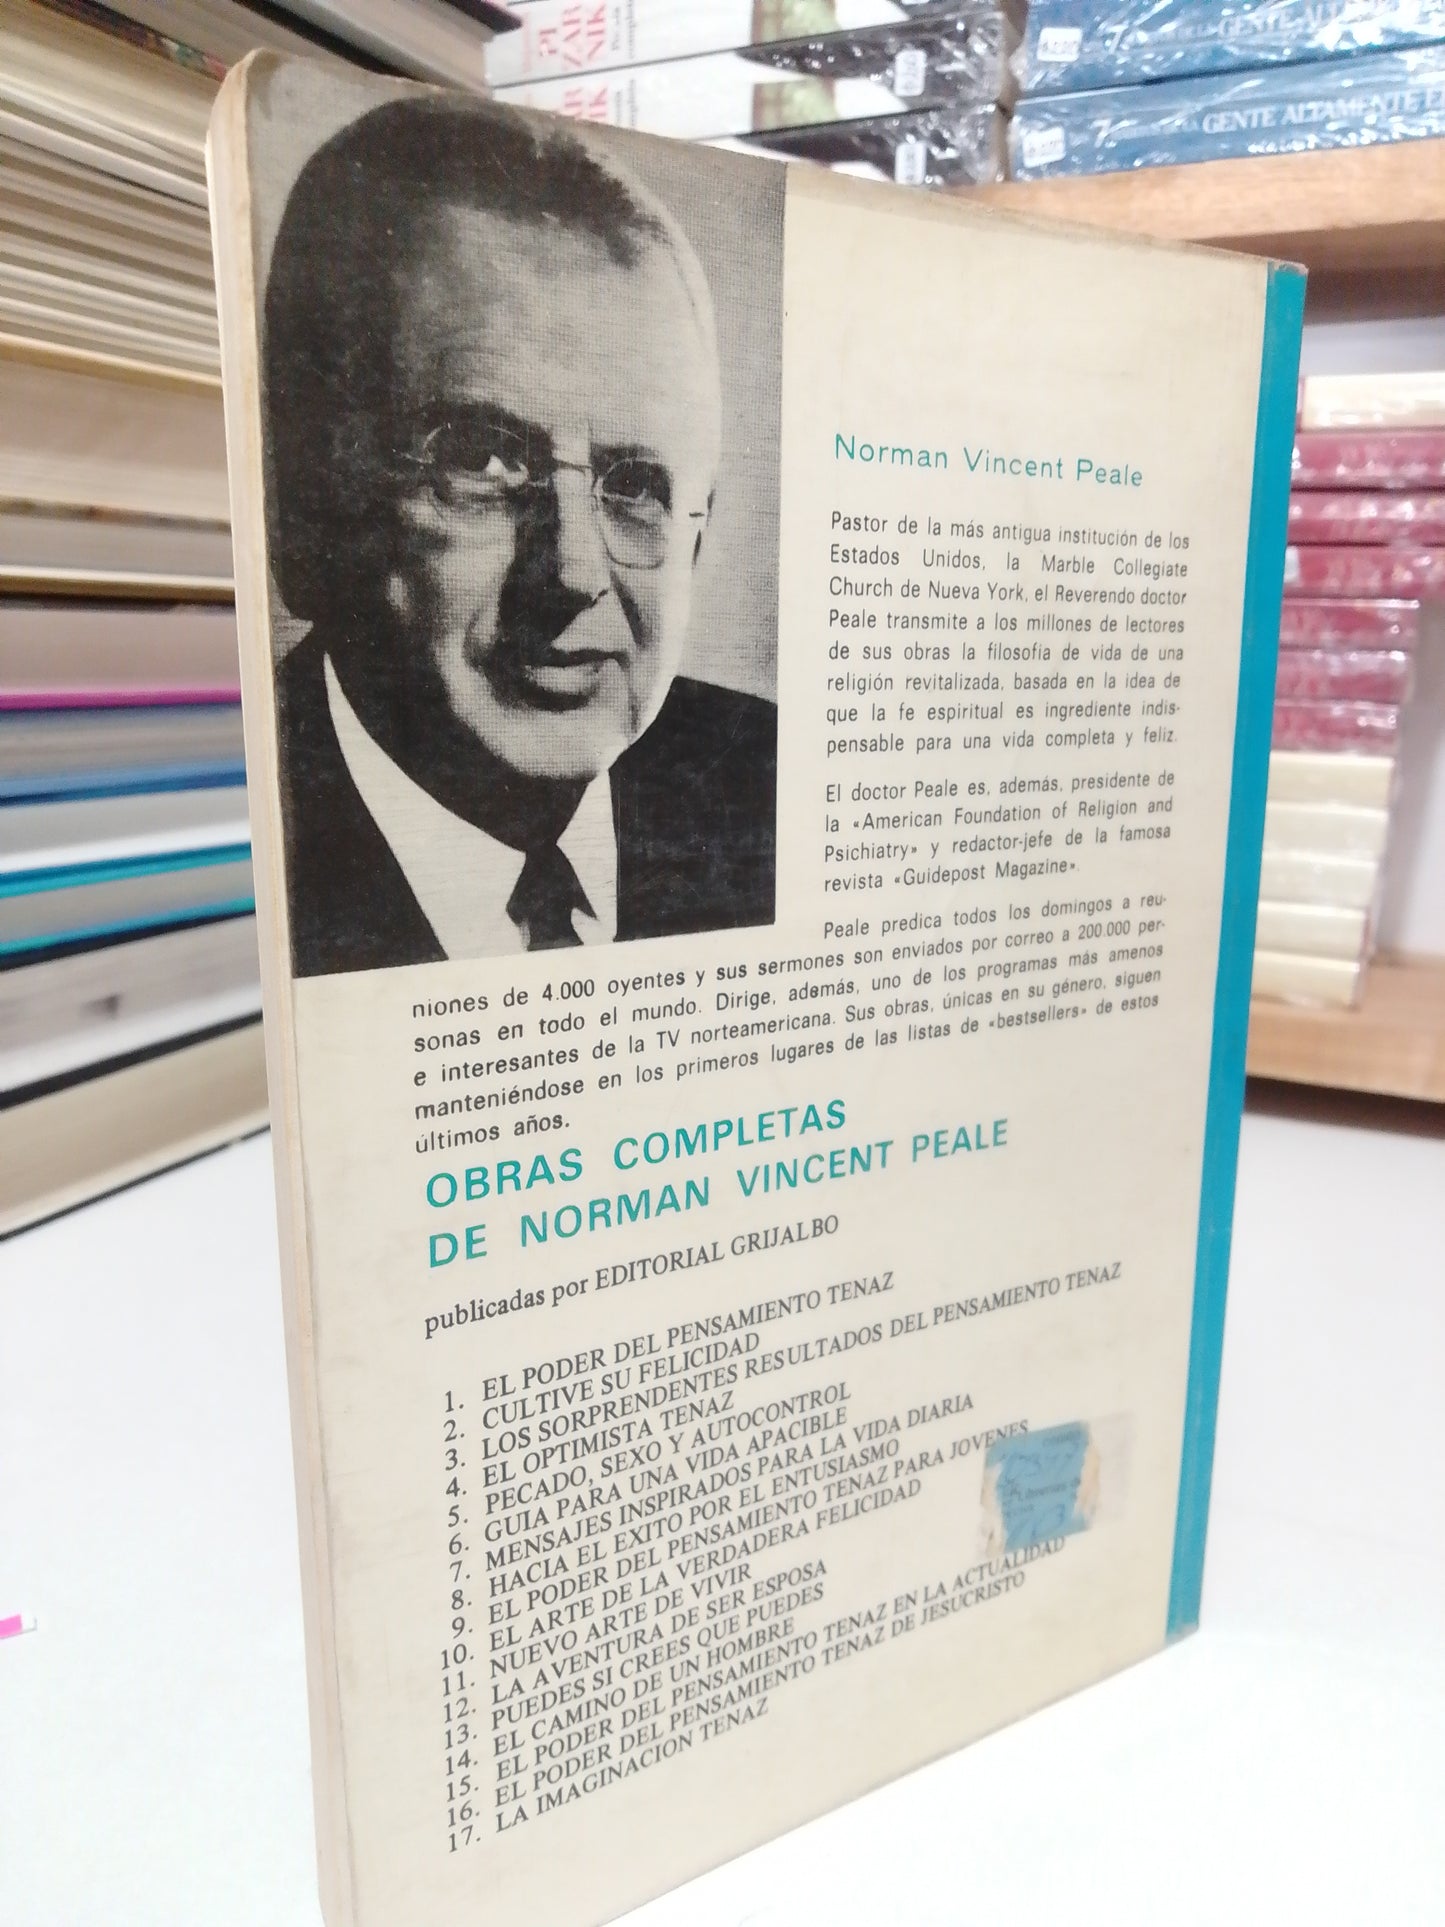 PI
ZAR
NIK
GENTE ALTAMENTE E
7
GENTE ALTAMENTE E
Norman Vincent Peale
Pastor de la más antigua institución de los
Estados Unidos, la Marble Collegiate
Church de Nueva York, el Reverendo doctor
Peale transmite a los millones de lectores
de sus obras la filosofia de vida de una
religión revitalizada, basada en la idea de
que la fe espiritual es ingrediente indis-
pensable para una vida completa y feliz.
El doctor Peale es, además, presidente de
la «American Foundation of Religion and
Psichiatry» y redactor-jefe de la famosa
revista «Guidepost Magazine».
Peale predica todos los domingos a reu-
niones de 4.000 oyentes y sus sermones son enviados por correo a 200.000 per-
sonas en todo el mundo. Dirige, además, uno de los programas más amenos
e interesantes de la TV norteamericana. Sus obras, únicas en su género, siguen
manteniéndose en los primeros lugares de las listas de «bestsellers» de estos
últimos años.
OBRAS COMPLETAS
DE NORMAN VINCENT PEALE
publicadas por EDITORIAL GRIJALBO
1. EL PODER DEL PENSAMIENTO TENAZ
2. CULTIVE SU FELICIDAD
3. LOS SORPRENDENTES RESULTADOS DEL PENSAMIENTO TENAZ
4. EL OPTIMISTA TENAZ
5. PECADO, SEXO Y AUTOCONTROL
6. GUIA PARA UNA VIDA APACIBLE
7. MENSAJES INSPIRADOS PARA LA VIDA DIARIA
8. HACIA EL EXITO POR EL ENTUSIASMO
9. EL PODER DEL PENSAMIENTO TENAZ PARA JOVENES
10. EL ARTE DE LA VERDADERA FELICIDAD
11. NUEVO ARTE DE VIVIR
12. LA AVENTURA DE SER ESPOSA
13. PUEDES SI CREES QUE PUEDES
14. EL CAMINO DE UN HOMBRE
15. EL PODER DEL PENSAMIENTO TENAZ EN LA ACTUALIDAD
16. EL PODER DEL PENSAMIENTO TENAZ DE JESUCRISTO
17. LA IMAGINACION TENAZ